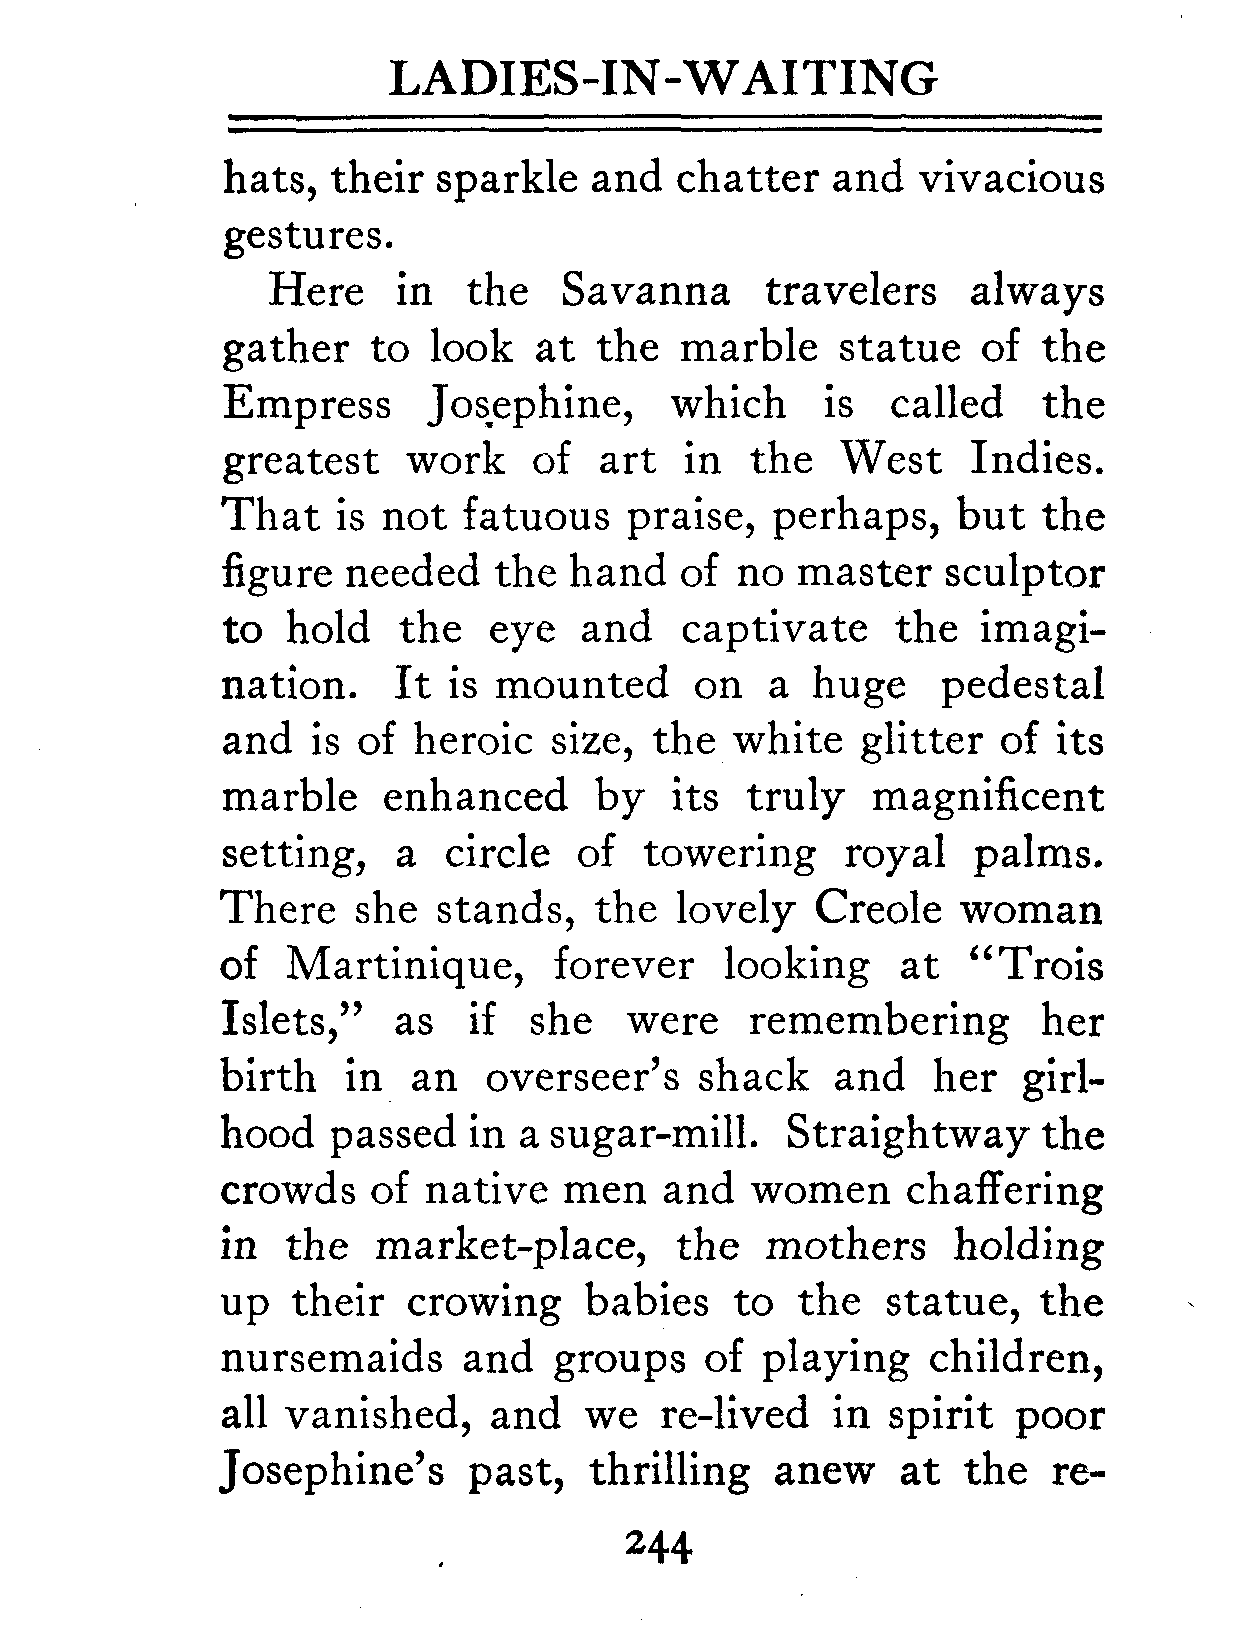 LADIES-IN-WAITING
hats, their sparkle and chatter and vivacious
gestures.
Here in the Savanna travelers always
gather to look at the marble statue of the
Empress Josephine, which is called the
greatest work of art in the West Indies.
That is not fatuous praise, perhaps, but the
figure needed the hand of no master sculptor
to hold the eye and captivate the imagi-
nation. It is mounted on a huge pedestal
and is of heroic size, the white glitter of its
marble enhanced by its truly magnificent
setting, a circle of towering royal palms.
There she stands, the lovely Creole woman
of Martinique, forever looking at “Trois
Islets,” as if she were remembering her
birth in an overseer’s shack and her girl-
hood passed in a sugar-mill. Straightway the
crowds of native men and women chaffering
in the market-place, the mothers holding
up their crowing babies to the statue, the
nursemaids and groups of playing children,
all vanished, and we re-lived in spirit poor
Josephine’s past, thrilling anew at the re-
244